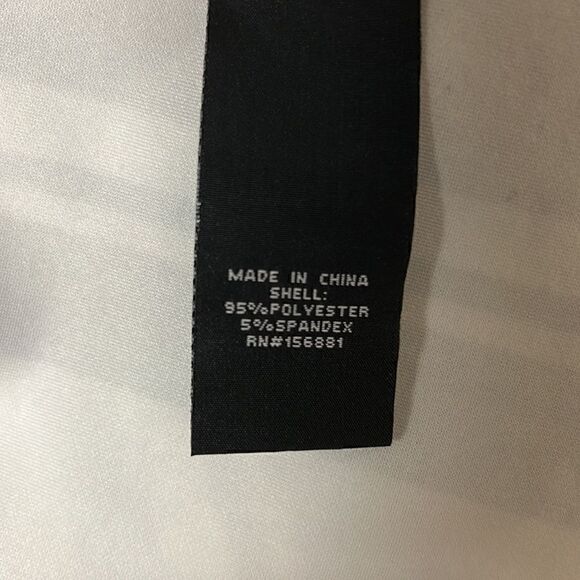 MADE IN CHINA
SHELL:
95%POLYESTER
5%SPANDEX
RN#156881